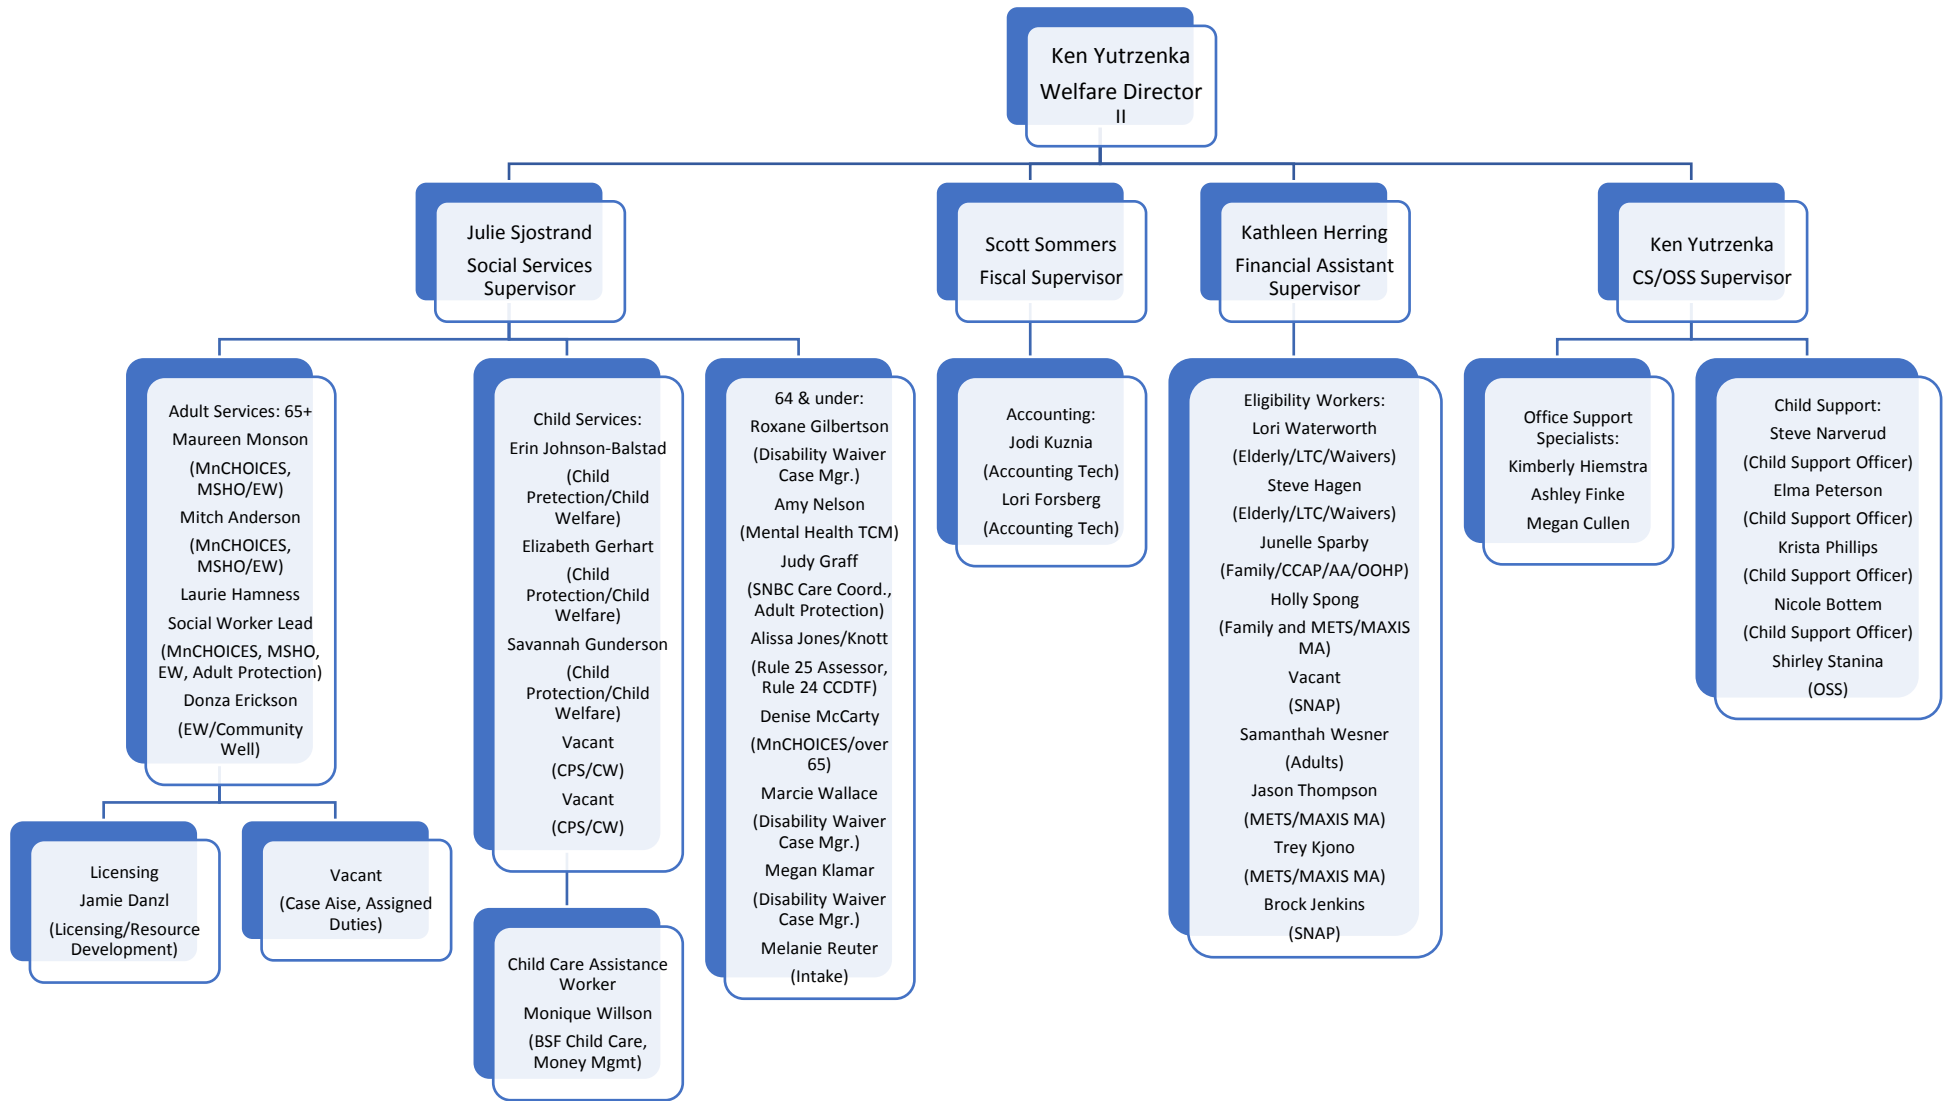 Ken Yutrzenka
Welfare Director
II
Julie Sjostrand
Social Services
Supervisor
Scott Sommers
Fiscal Supervisor
Kathleen Herring
Financial Assistant
Supervisor
Ken Yutrzenka
CS/OSS Supervisor
Adult Services: 65+
Maureen Monson
(MnCHOICES,
MSHO/EW)
Mitch Anderson
(MnCHOICES,
MSHO/EW)
Laurie Hamness
Social Worker Lead
(MnCHOICES, MSHO,
EW, Adult Protection)
Donza Erickson
(EW/Community
Well)
Licensing
Jamie Danzl
(Licensing/Resource
Development)
Vacant
(Case Aise, Assigned
Duties)
Child Services:
Erin Johnson-Balstad
(Child
Pretection/Child
Welfare)
Elizabeth Gerhart
(Child
Protection/Child
Welfare)
Savannah Gunderson
(Child
Protection/Child
Welfare)
Vacant
(CPS/CW)
Vacant
(CPS/CW)
Child Care Assistance
Worker
Monique Willson
(BSF Child Care,
Money Mgmt)
64 & under:
Roxane Gilbertson
(Disability Waiver
Case Mgr.)
Amy Nelson
(Mental Health TCM)
Judy Graff
(SNBC Care Coord.,
Adult Protection)
Alissa Jones/Knott
(Rule 25 Assessor,
Rule 24 CCDTF)
Denise McCarty
(MnCHOICES/over
65)
Marcie Wallace
(Disability Waiver
Case Mgr.)
Megan Klamar
(Disability Waiver
Case Mgr.)
Melanie Reuter
(Intake)
Accounting:
Jodi Kuznia
(Accounting Tech)
Lori Forsberg
(Accounting Tech)
Eligibility Workers:
Lori Waterworth
(Elderly/LTC/Waivers)
Steve Hagen
(Elderly/LTC/Waivers)
Junelle Sparby
(Family/CCAP/AA/OOHP)
Holly Spong
(Family and METS/MAXIS
MA)
Vacant
(SNAP)
Samanthah Wesner
(Adults)
Jason Thompson
(METS/MAXIS MA)
Trey Kjono
(METS/MAXIS MA)
Brock Jenkins
(SNAP)
Office Support
Specialists:
Kimberly Hiemstra
Ashley Finke
Megan Cullen
Child Support:
Steve Narverud
(Child Support Officer)
Elma Peterson
(Child Support Officer)
Krista Phillips
(Child Support Officer)
Nicole Bottem
(Child Support Officer)
Shirley Stanina
(OSS)